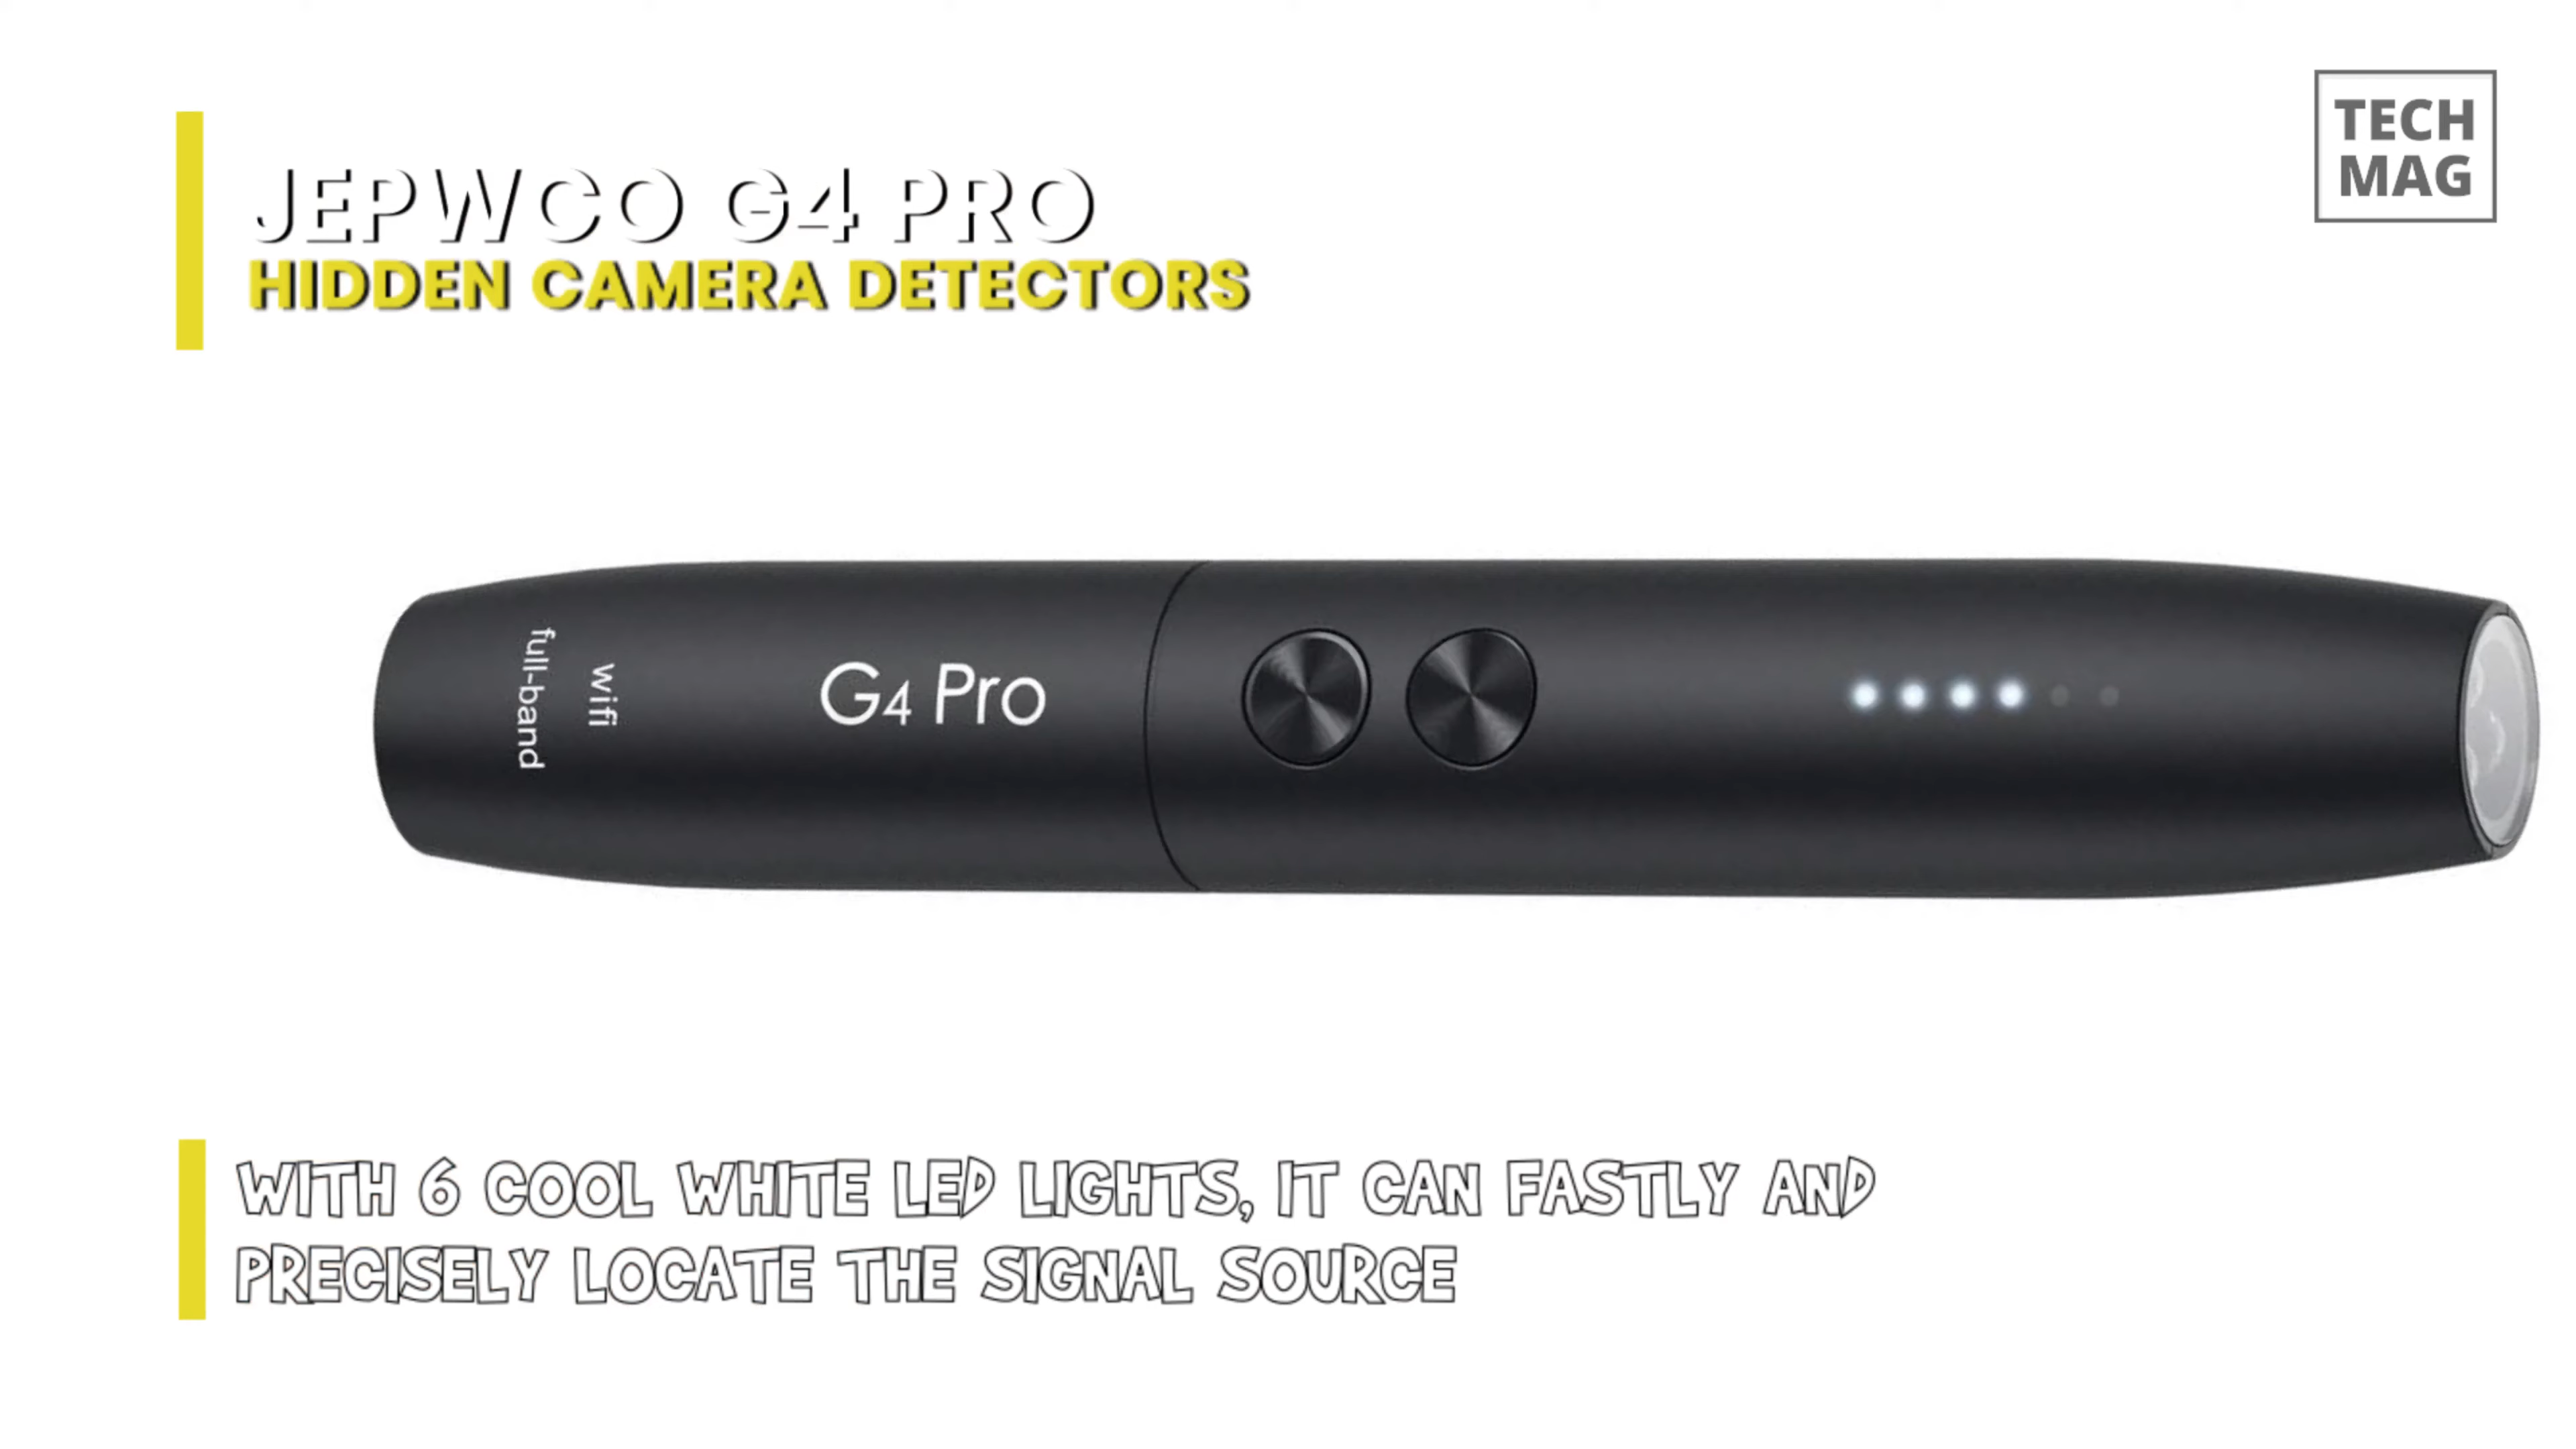 TECH
MAG
JEPWCO G4 PRO
HIDDEN CAMERA DETECTORS
full-band
wifi
G4 Pro
WITH 6 COOL WHITE LED LIGHTS, IT CAN FASTLY AND
PRECISELY LOCATE THE SIGNAL SOURCE